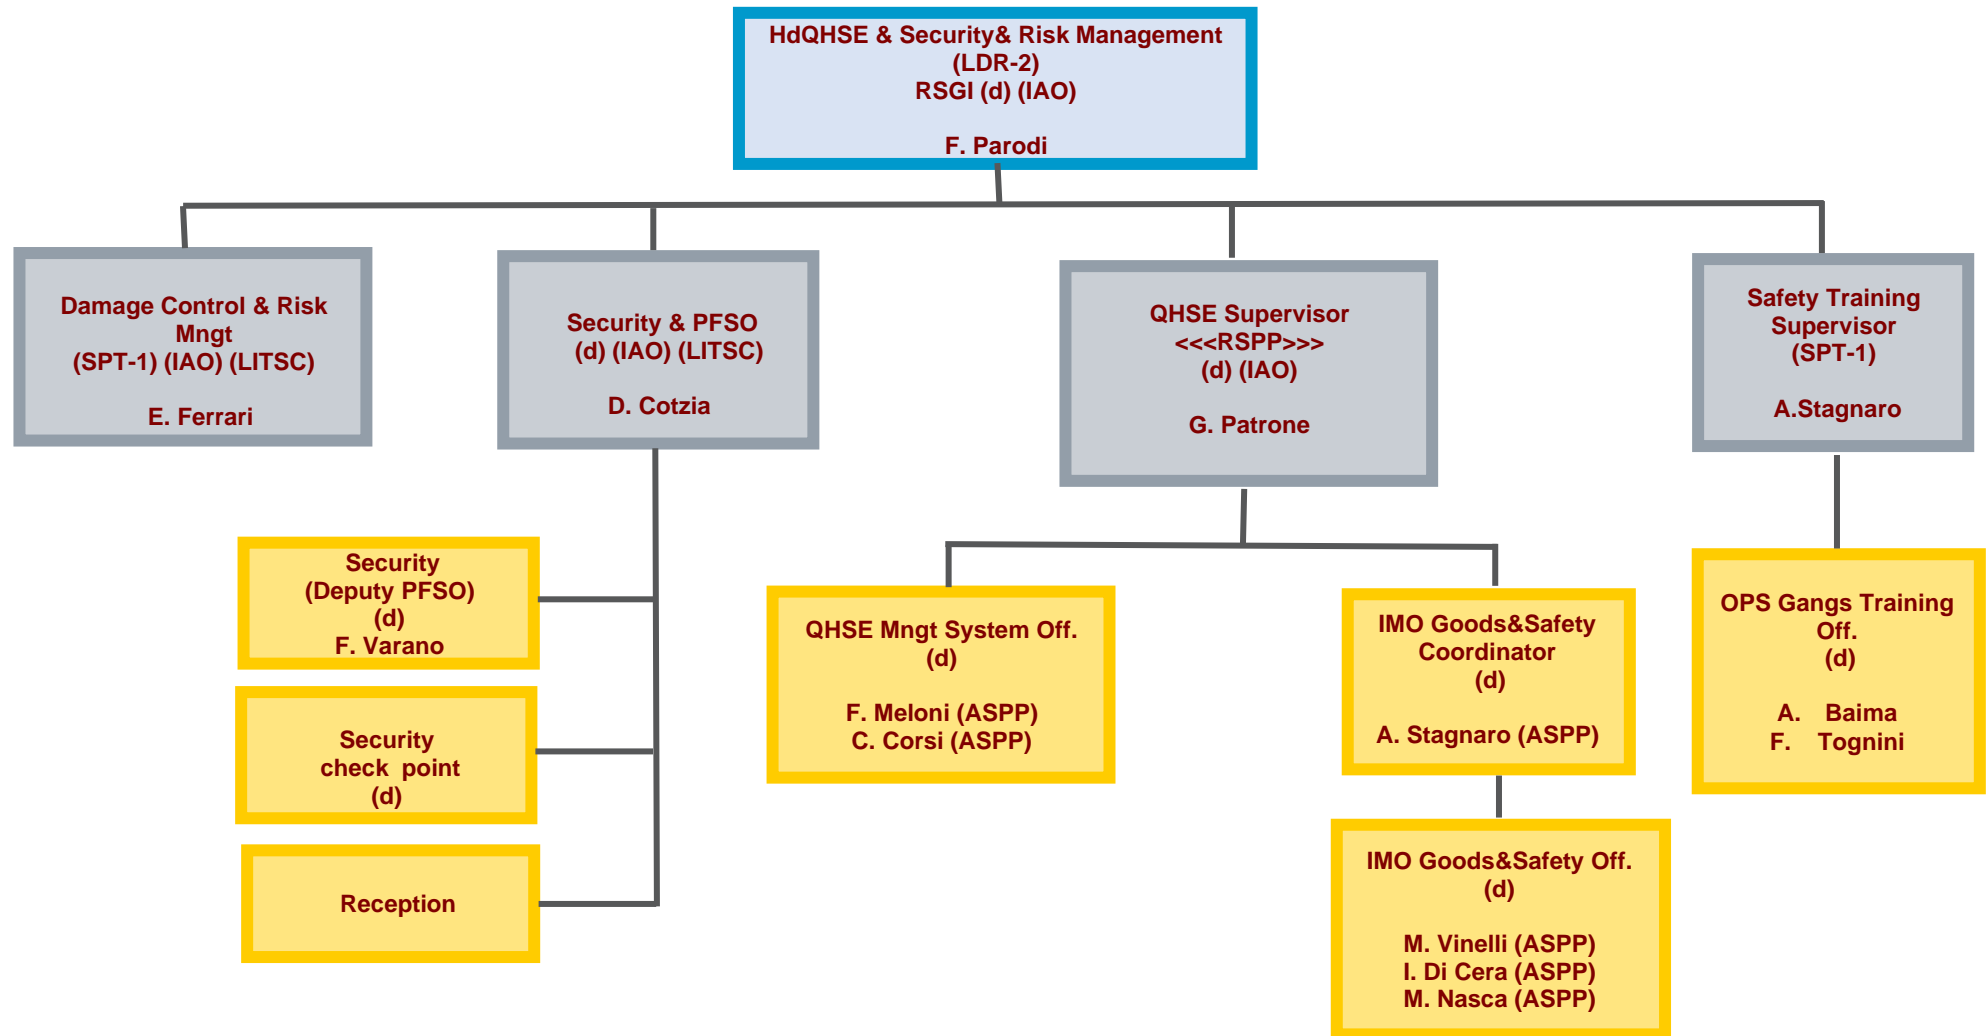 HdQHSE & Security& Risk Management
(LDR-2)
RSGI (d) (IAO)
F. Parodi
Damage Control & Risk
Mngt
(SPT-1) (IAO) (LITSC)
E. Ferrari
Security & PFSO
(d) (IAO) (LITSC)
D. Cotzia
QHSE Supervisor
<<<RSPP>>>
(d) (IAO)
G. Patrone
Safety Training
Supervisor
(SPT-1)
A.Stagnaro
Security
(Deputy PFSO)
(d)
F. Varano
Security
check point
(d)
Reception
QHSE Mngt System Off.
(d)
F. Meloni (ASPP)
C. Corsi (ASPP)
IMO Goods&Safety
Coordinator
(d)
A. Stagnaro (ASPP)
IMO Goods&Safety Off.
(d)
M. Vinelli (ASPP)
I. Di Cera (ASPP)
M. Nasca (ASPP)
OPS Gangs Training
Off.
(d)
A. Baima
F. Tognini